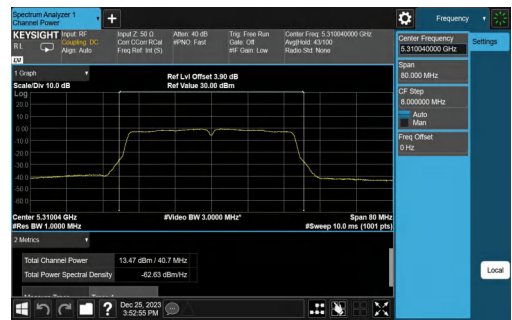 Spectrum Analyzer 1
Channel Power
+
Frequency
KEYSIGHT
RL
LV
Input: RF
Coupling: DC
Align: Auto
Input Z: 50 Ω
Corr CCorr RCal
Freq Ref: Int (S)
Atten: 40 dB
#PNO: Fast
Trig: Free Run
Gate: Off
#IF Gain: Low
Center Freq: 5.310040000 GHz
Avg|Hold: 43/100
Radio Std: None
Center Frequency
5.310040000 GHz
Settings
Span
80.000 MHz
CF Step
8.000000 MHz
Auto
Man
Freq Offset
0 Hz
Local
1 Graph
Scale/Div 10.0 dB
Ref Lvl Offset 3.90 dB
Ref Value 30.00 dBm
Log
20.0
10.0
0.00
-10.0
-20.0
-30.0
-40.0
-50.0
-60.0
Center 5.31004 GHz
#Video BW 3.0000 MHz*
Span 80 MHz
#Res BW 1.0000 MHz
#Sweep 10.0 ms (1001 pts)
2 Metrics
Total Channel Power 13.47 dBm / 40.7 MHz
Total Power Spectral Density -62.63 dBm/Hz
?
Dec 25, 2023
3:52:55 PM